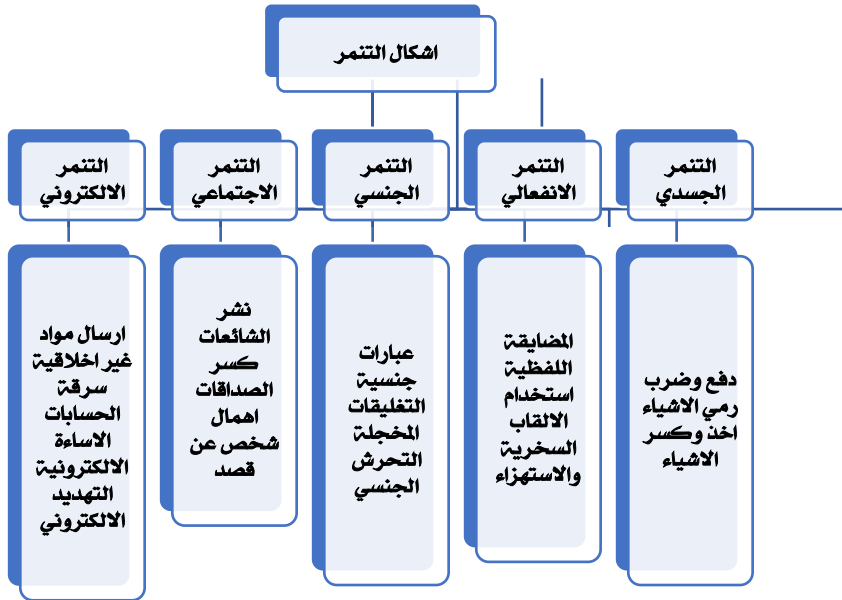 اشكال التنمر
التنمر
الجسدي
التنمر
الانفعالي
التنمر
الجنسي
التنمر
الاجتماعي
التنمر
الالكتروني
دفع وضرب
رمي الاشياء
اخذ وكسر
الاشياء
المضايقة
اللفظية
استخدام
الالقاب
السخرية
والاستهزاء
عبارات
جنسية
التغليقات
المخجلة
التحرش
الجنسي
نشر
الشائعات
كسر
الصداقات
اهمال
شخص عن
قصد
ارسال مواد
غير اخلاقية
سرقة
الحسابات
الاساءة
الالكترونية
التهديد
الالكتروني